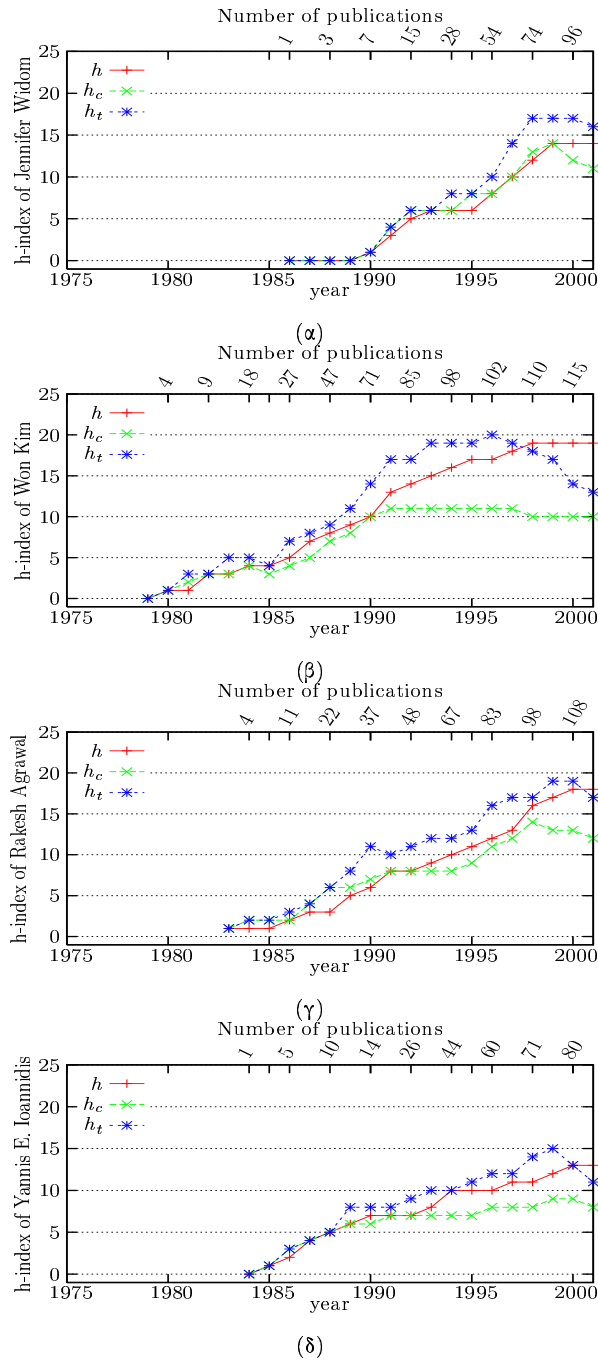 Number of publications
1 3 7 15 28 54 74 96
25
20
15
10
5
0
h
h_c
h_t
h-index of Jennifer Widom
1975 1980 1985 1990 1995 2000
year
(α)
Number of publications
4 9 18 27 47 71 85 98 102 110 115
25
20
15
10
5
0
h
h_c
h_t
h-index of Won Kim
1975 1980 1985 1990 1995 2000
year
(β)
Number of publications
4 11 22 37 48 67 83 98 108
25
20
15
10
5
0
h
h_c
h_t
h-index of Rakesh Agrawal
1975 1980 1985 1990 1995 2000
year
(γ)
Number of publications
1 5 10 14 26 44 60 71 80
25
20
15
10
5
0
h
h_c
h_t
h-index of Yannis E. Ioannidis
1975 1980 1985 1990 1995 2000
year
(δ)